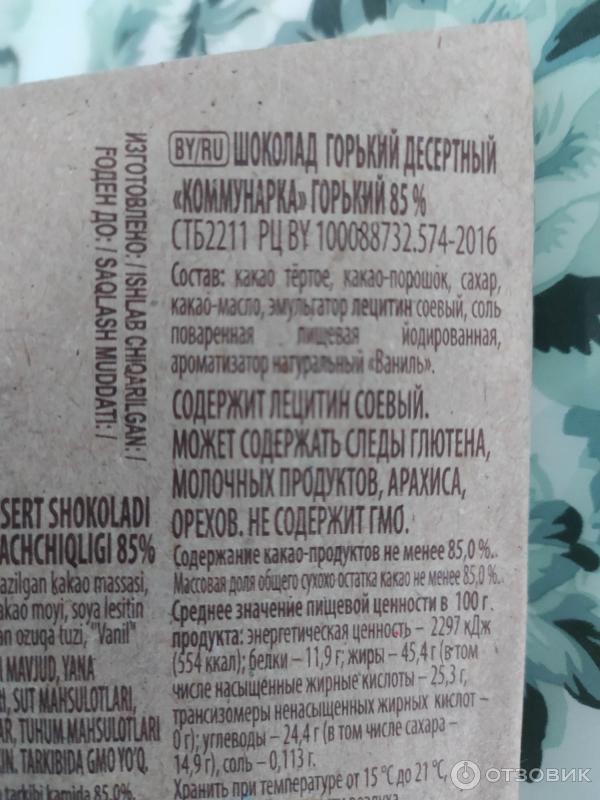 ИЗГОТОВЛЕНО: / ISHLAB CHIQARILGAN: /
ГОДЕН ДО: / SAQLASH MUDDATI: /
BY/RU ШОКОЛАД ГОРЬКИЙ ДЕСЕРТНЫЙ
«КОММУНАРКА» ГОРЬКИЙ 85 %
СТБ2211 РЦ BY 100088732.574-2016
Состав: какао тёртое, какао-порошок, сахар,
какао-масло, эмульгатор лецитин соевый, соль
поваренная пищевая йодированная,
ароматизатор натуральный «Ваниль».
СОДЕРЖИТ ЛЕЦИТИН СОЕВЫЙ.
МОЖЕТ СОДЕРЖАТЬ СЛЕДЫ ГЛЮТЕНА,
МОЛОЧНЫХ ПРОДУКТОВ, АРАХИСА,
ОРЕХОВ. НЕ СОДЕРЖИТ ГМО.
Содержание какао-продуктов не менее 85,0 %.
Массовая доля общего сухого остатка какао не менее 85,0 %.
Среднее значение пищевой ценности в 100 г
продукта: энергетическая ценность – 2297 кДж
(554 ккал); белки – 11,9 г; жиры – 45,4 г (в том
числе насыщенные жирные кислоты – 25,3 г,
трансизомеры ненасыщенных жирных кислот –
0 г); углеводы – 24,4 г (в том числе сахара –
14,9 г), соль – 0,113 г.
Хранить при температуре от 15 °С до 21 °С,
SERT SHOKOLADI
ACHCHIQLIGI 85%
azilgan kakao massasi,
akao moyi, soya lesitin
an ozuqa tuzi, "Vanil"
MAVJUD, YANA
SUT MAHSULOTLARI,
AR, TUHUM MAHSULOTLARI
IN. TARKIBIDA GMO YO'Q.
tarkibi kamida 85,0%.
ОТЗОВИК